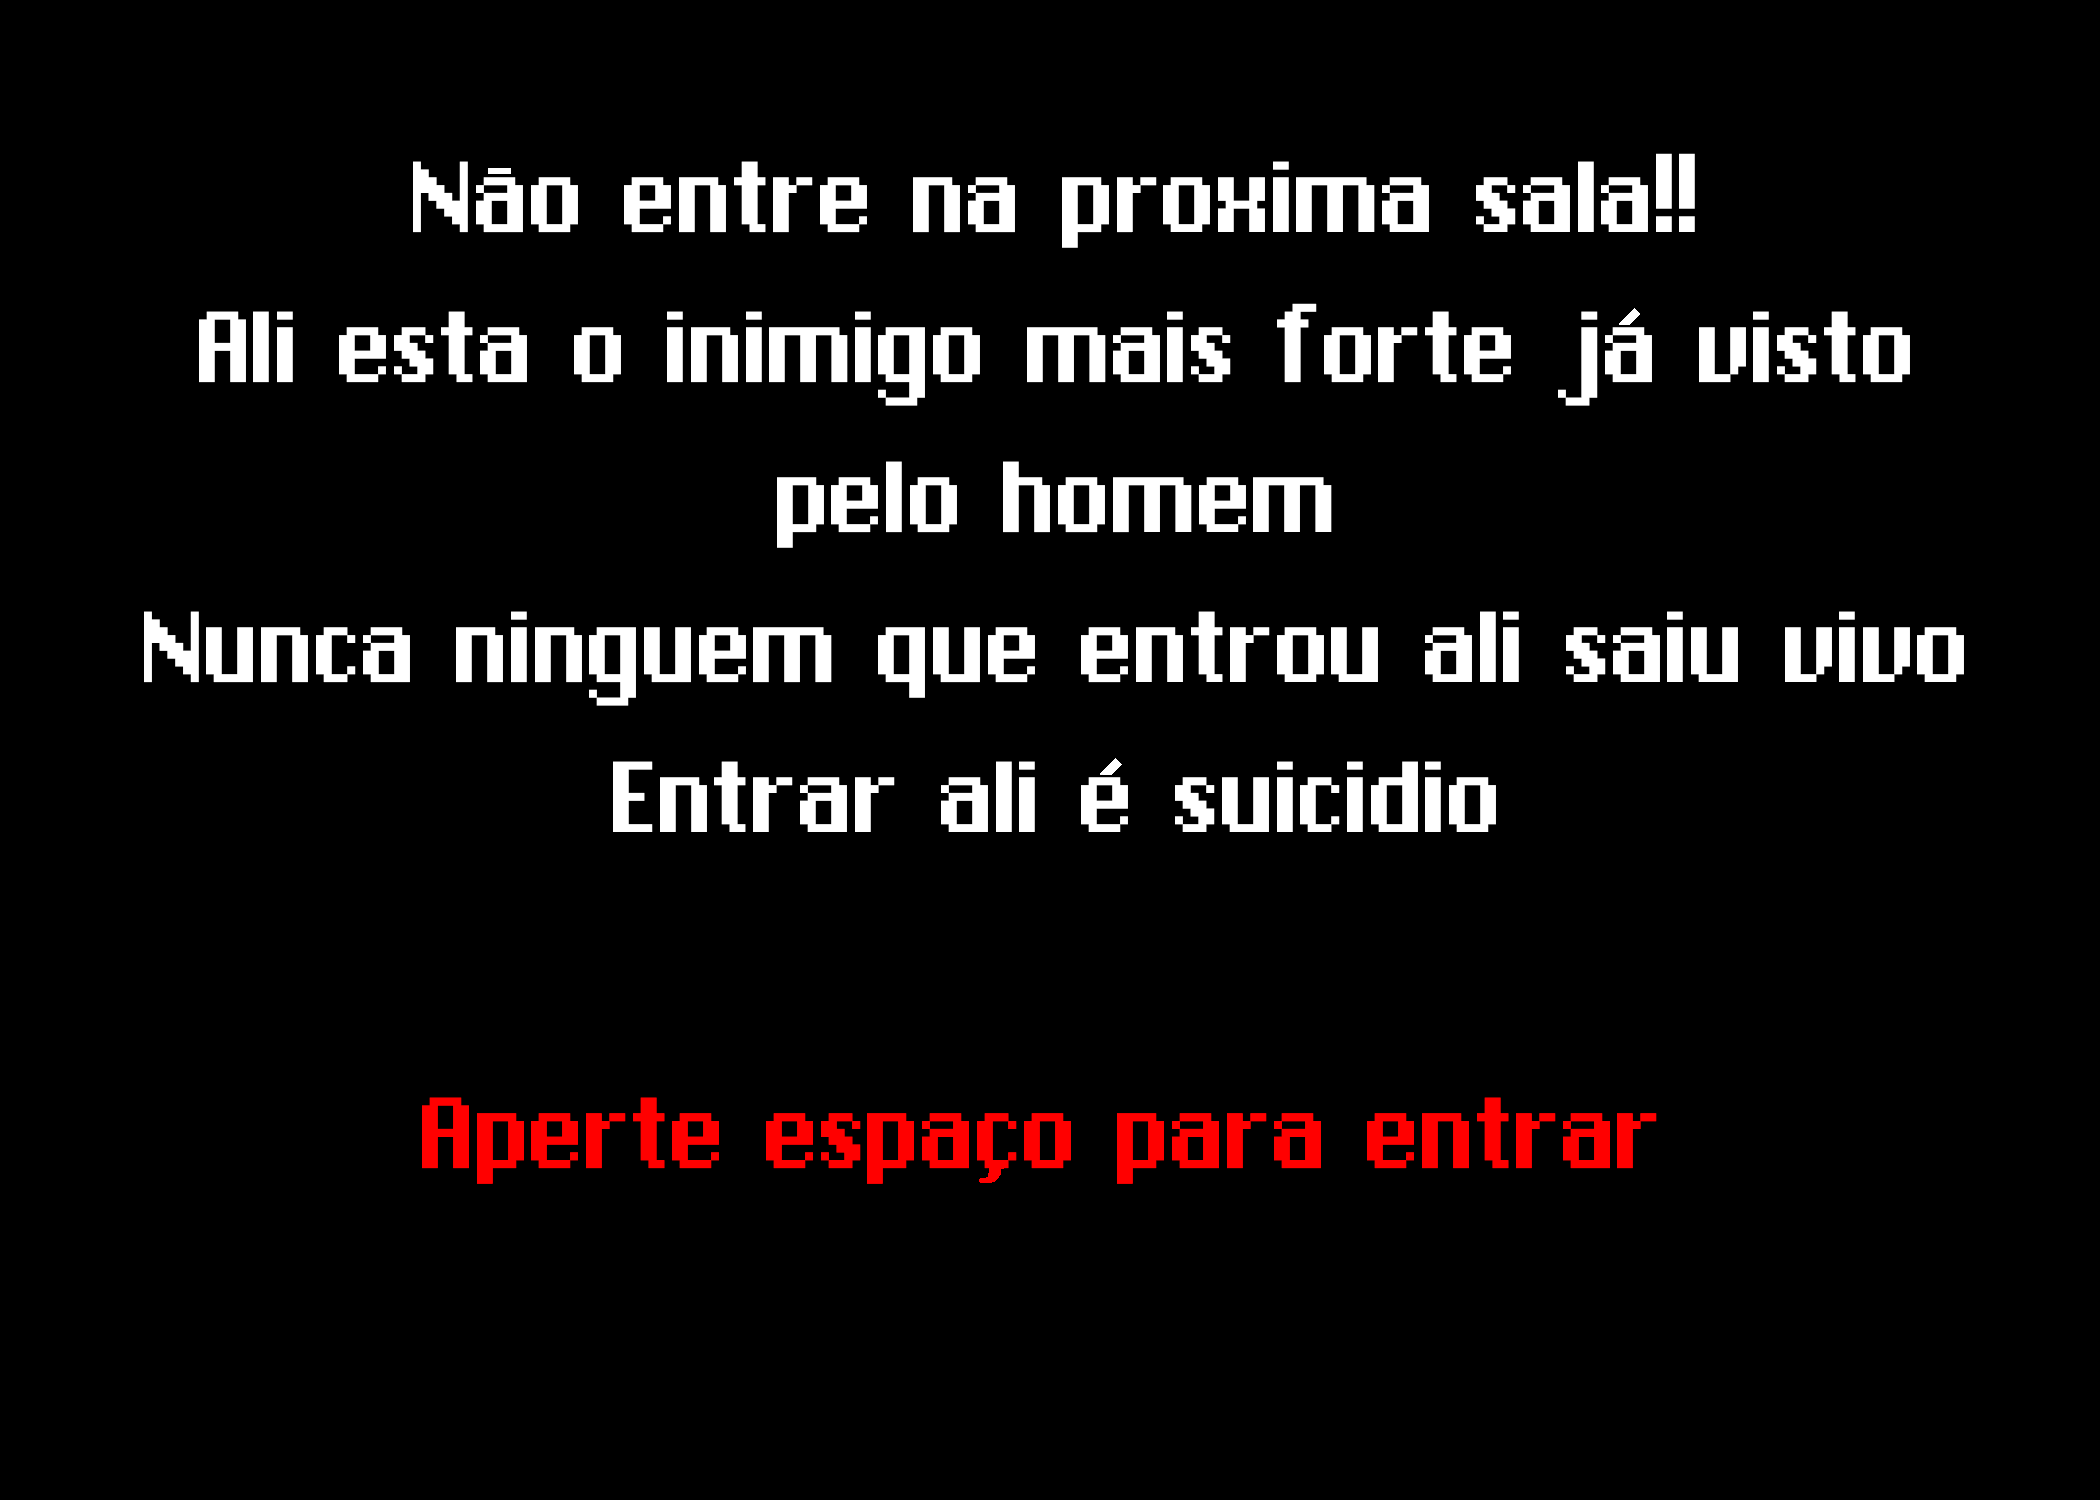 Não entre na proxima sala!!
Ali esta o inimigo mais forte já visto
pelo homem
Nunca ninguem que entrou ali saiu vivo
Entrar ali é suicidio
Aperte espaço para entrar